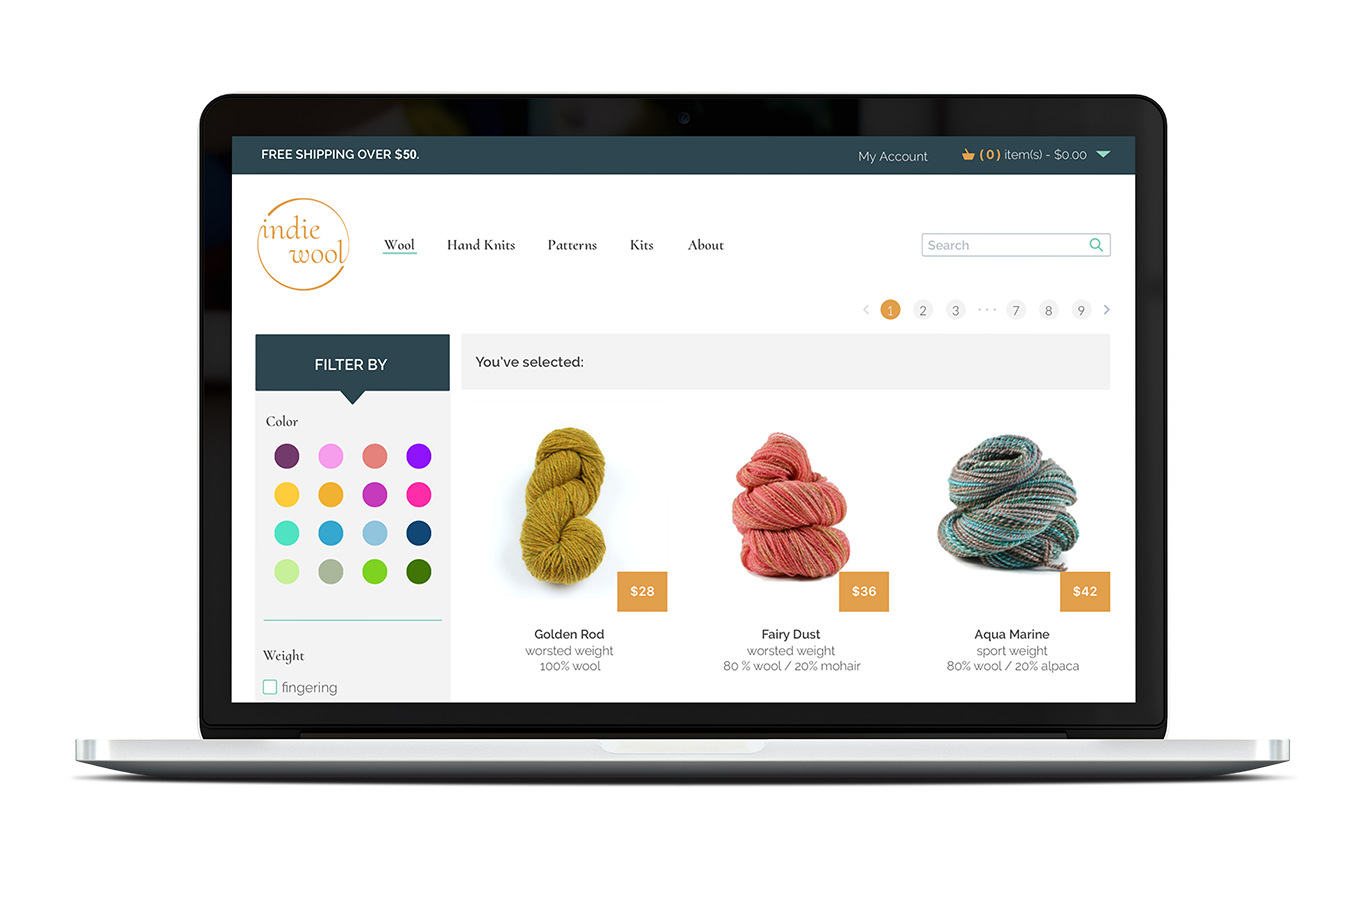 FREE SHIPPING OVER $50.
My Account
( 0 ) item(s) - $0.00
indie
wool
Wool
Hand Knits
Patterns
Kits
About
Search
1 2 3 ··· 7 8 9
FILTER BY
You've selected:
Color
$28
$36
$42
Golden Rod
worsted weight
100% wool
Fairy Dust
worsted weight
80 % wool / 20% mohair
Aqua Marine
sport weight
80% wool / 20% alpaca
Weight
fingering